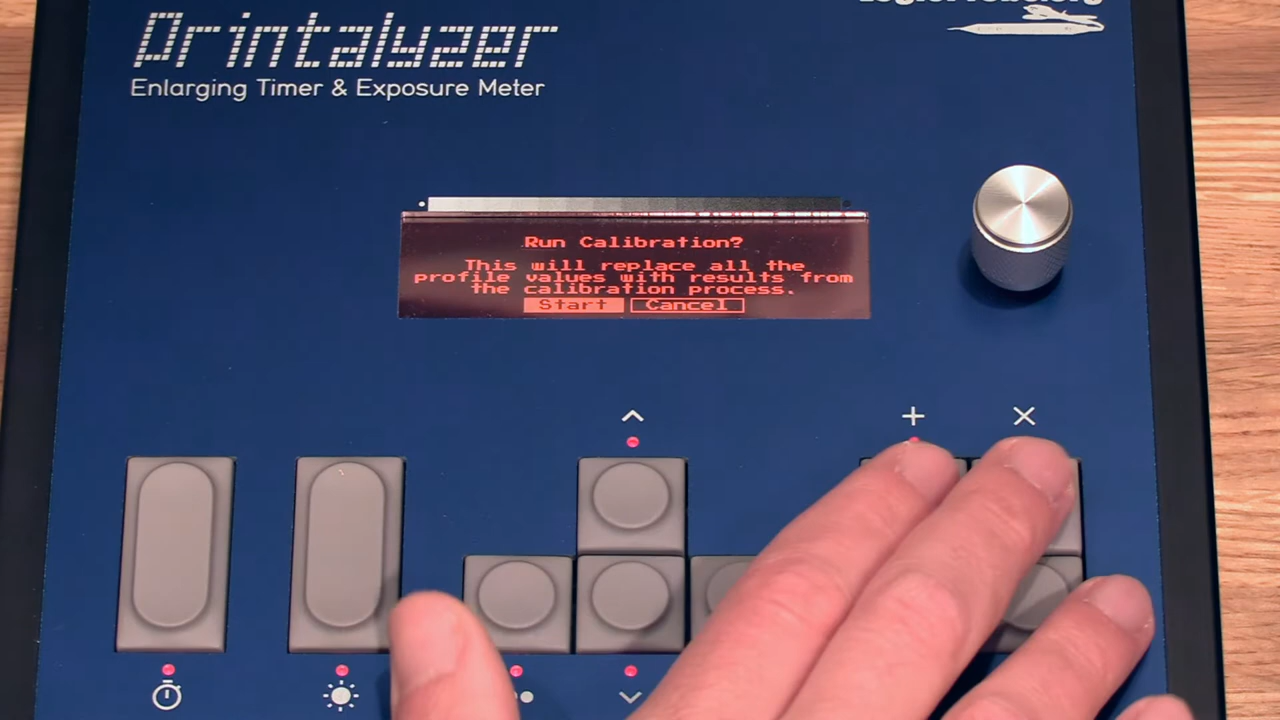 Printalyzer
Enlarging Timer & Exposure Meter
Run Calibration?
This will replace all the
profile values with results from
the calibration process.
Start Cancel